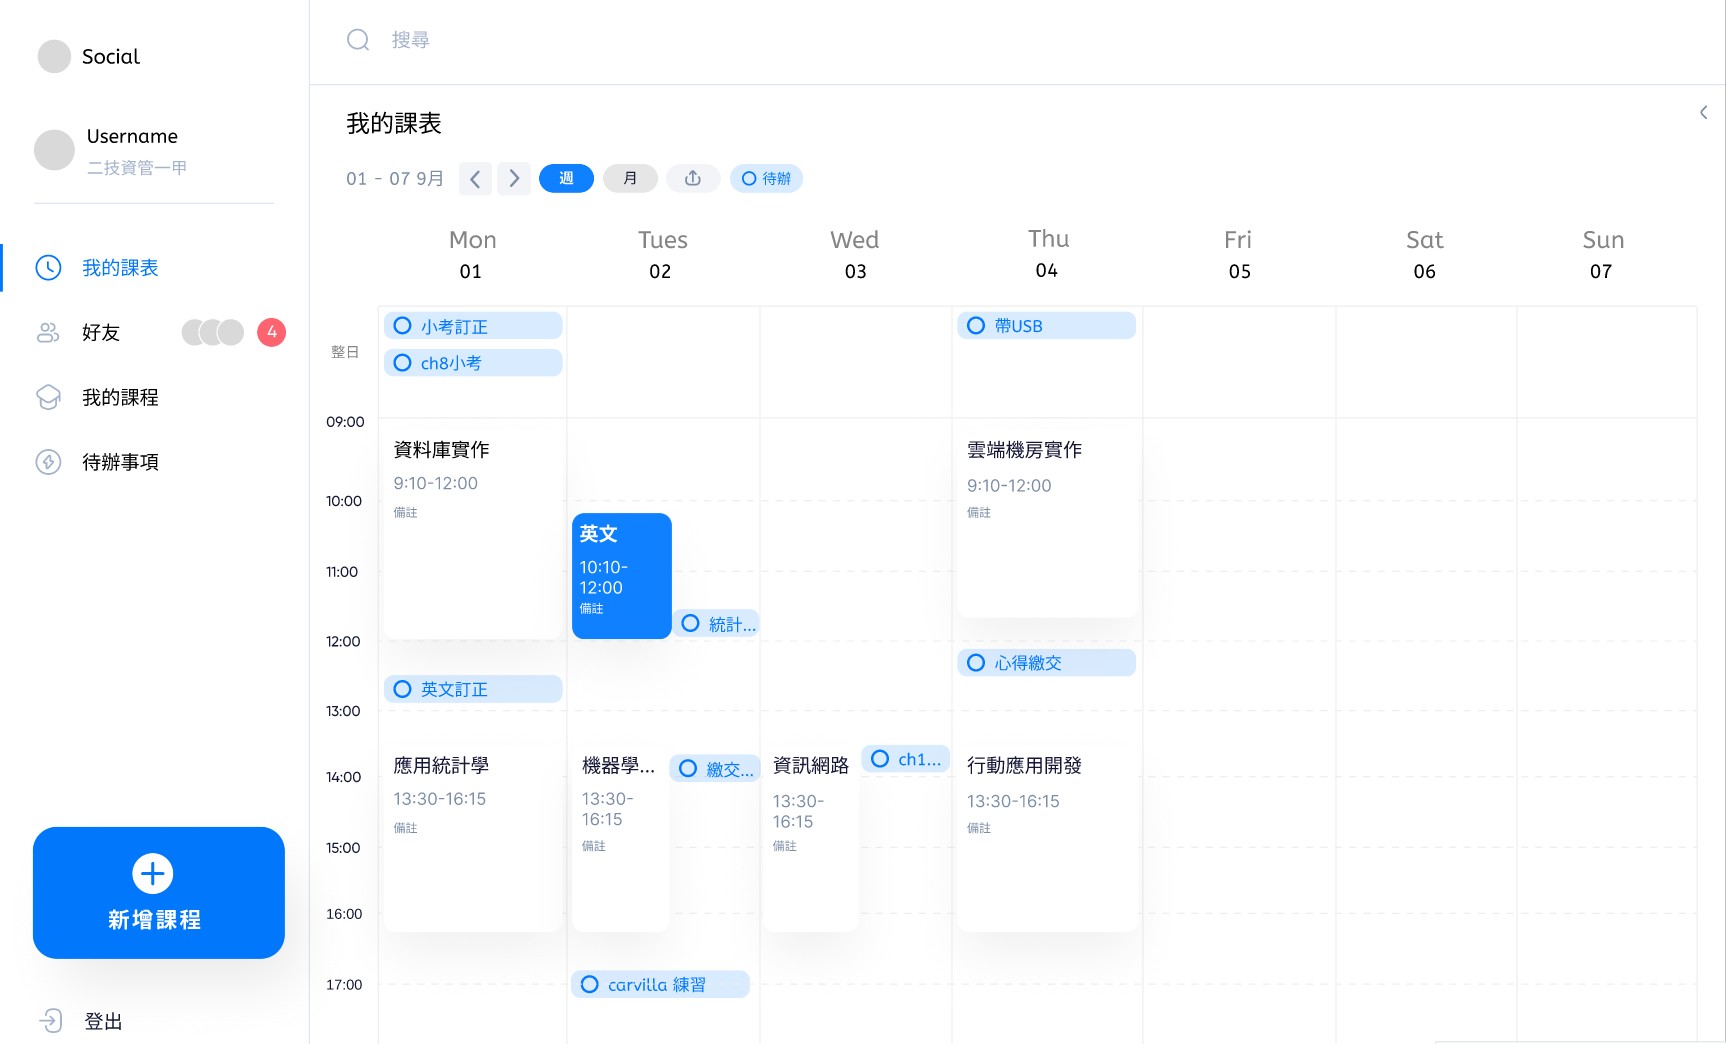 Social
Username
二技資管一甲
我的課表
好友
4
我的課程
待辦事項
新增課程
登出
搜尋
我的課表
01 - 07 9月
週
月
待辦
Mon
01
Tues
02
Wed
03
Thu
04
Fri
05
Sat
06
Sun
07
整日
小考訂正
ch8小考
帶USB
09:00
10:00
11:00
12:00
13:00
14:00
15:00
16:00
17:00
資料庫實作
9:10-12:00
備註
英文訂正
應用統計學
13:30-16:15
備註
英文
10:10-
12:00
備註
統計...
機器學...
13:30-
16:15
備註
繳交...
carvilla 練習
資訊網路
13:30-
16:15
備註
ch1...
雲端機房實作
9:10-12:00
備註
心得繳交
行動應用開發
13:30-16:15
備註